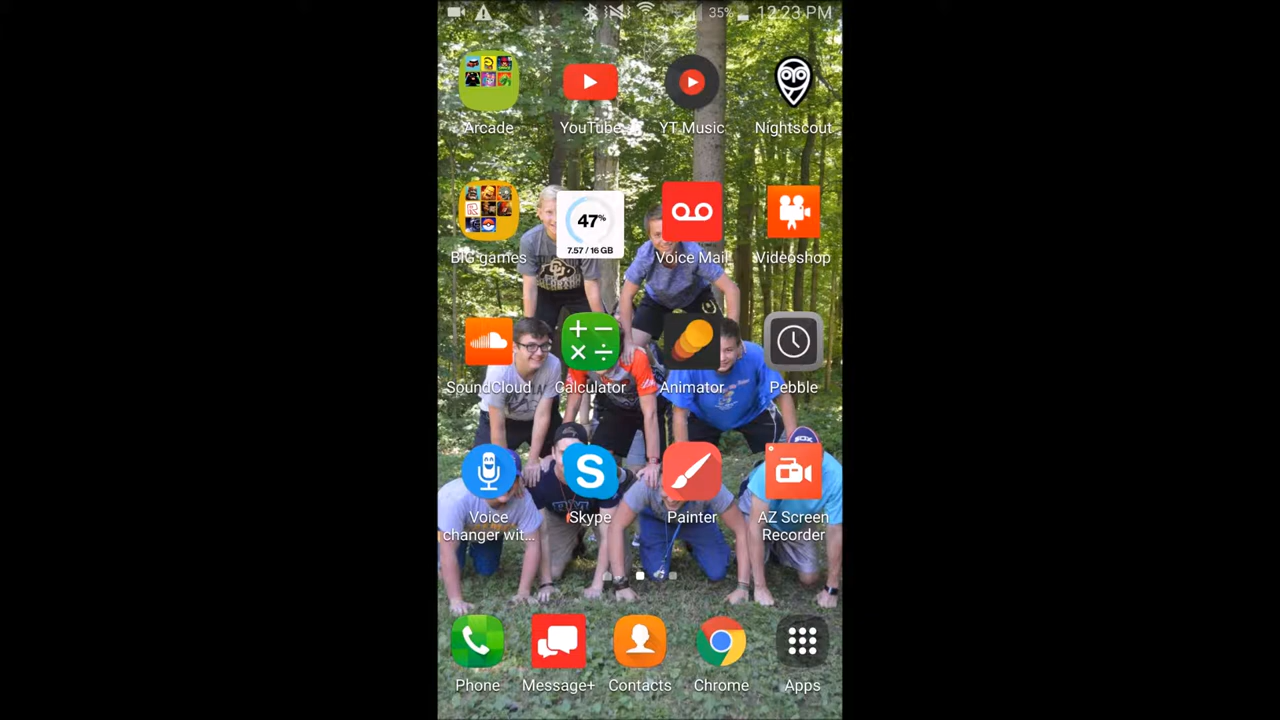 35% 12:23 PM
Arcade YouTube YT Music Nightscout
47%
7.57 / 16 GB
BIG games Voice Mail Videoshop
SoundCloud Calculator Animator Pebble
Voice changer wit... Skype Painter AZ Screen Recorder
Phone Message+ Contacts Chrome Apps